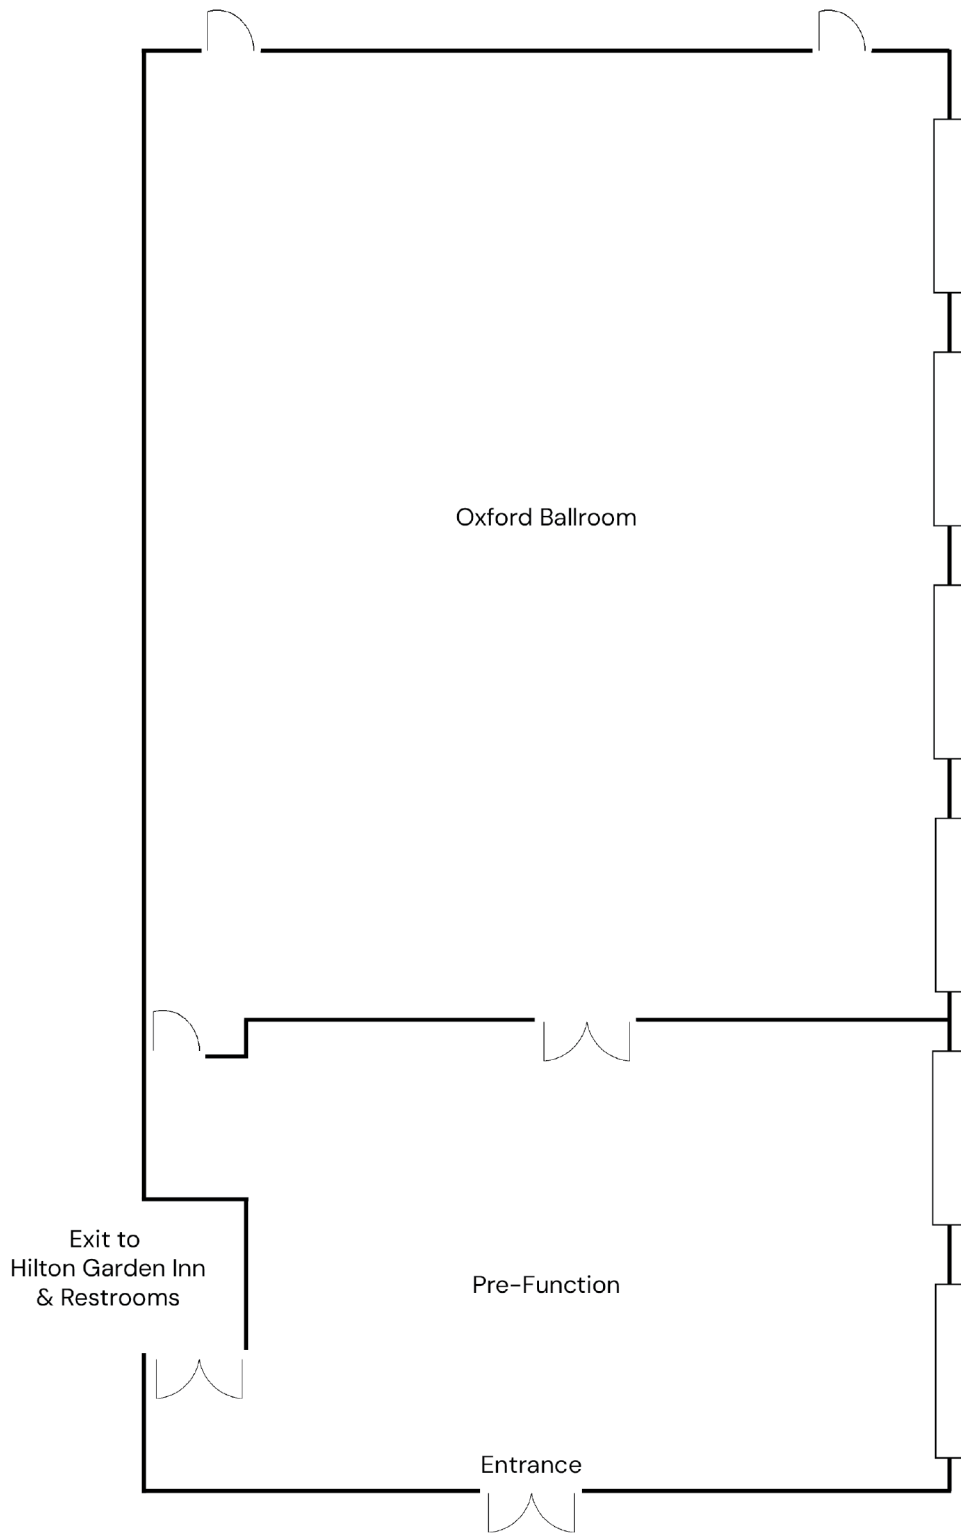 Oxford Ballroom
Exit to
Hilton Garden Inn
& Restrooms
Pre-Function
Entrance